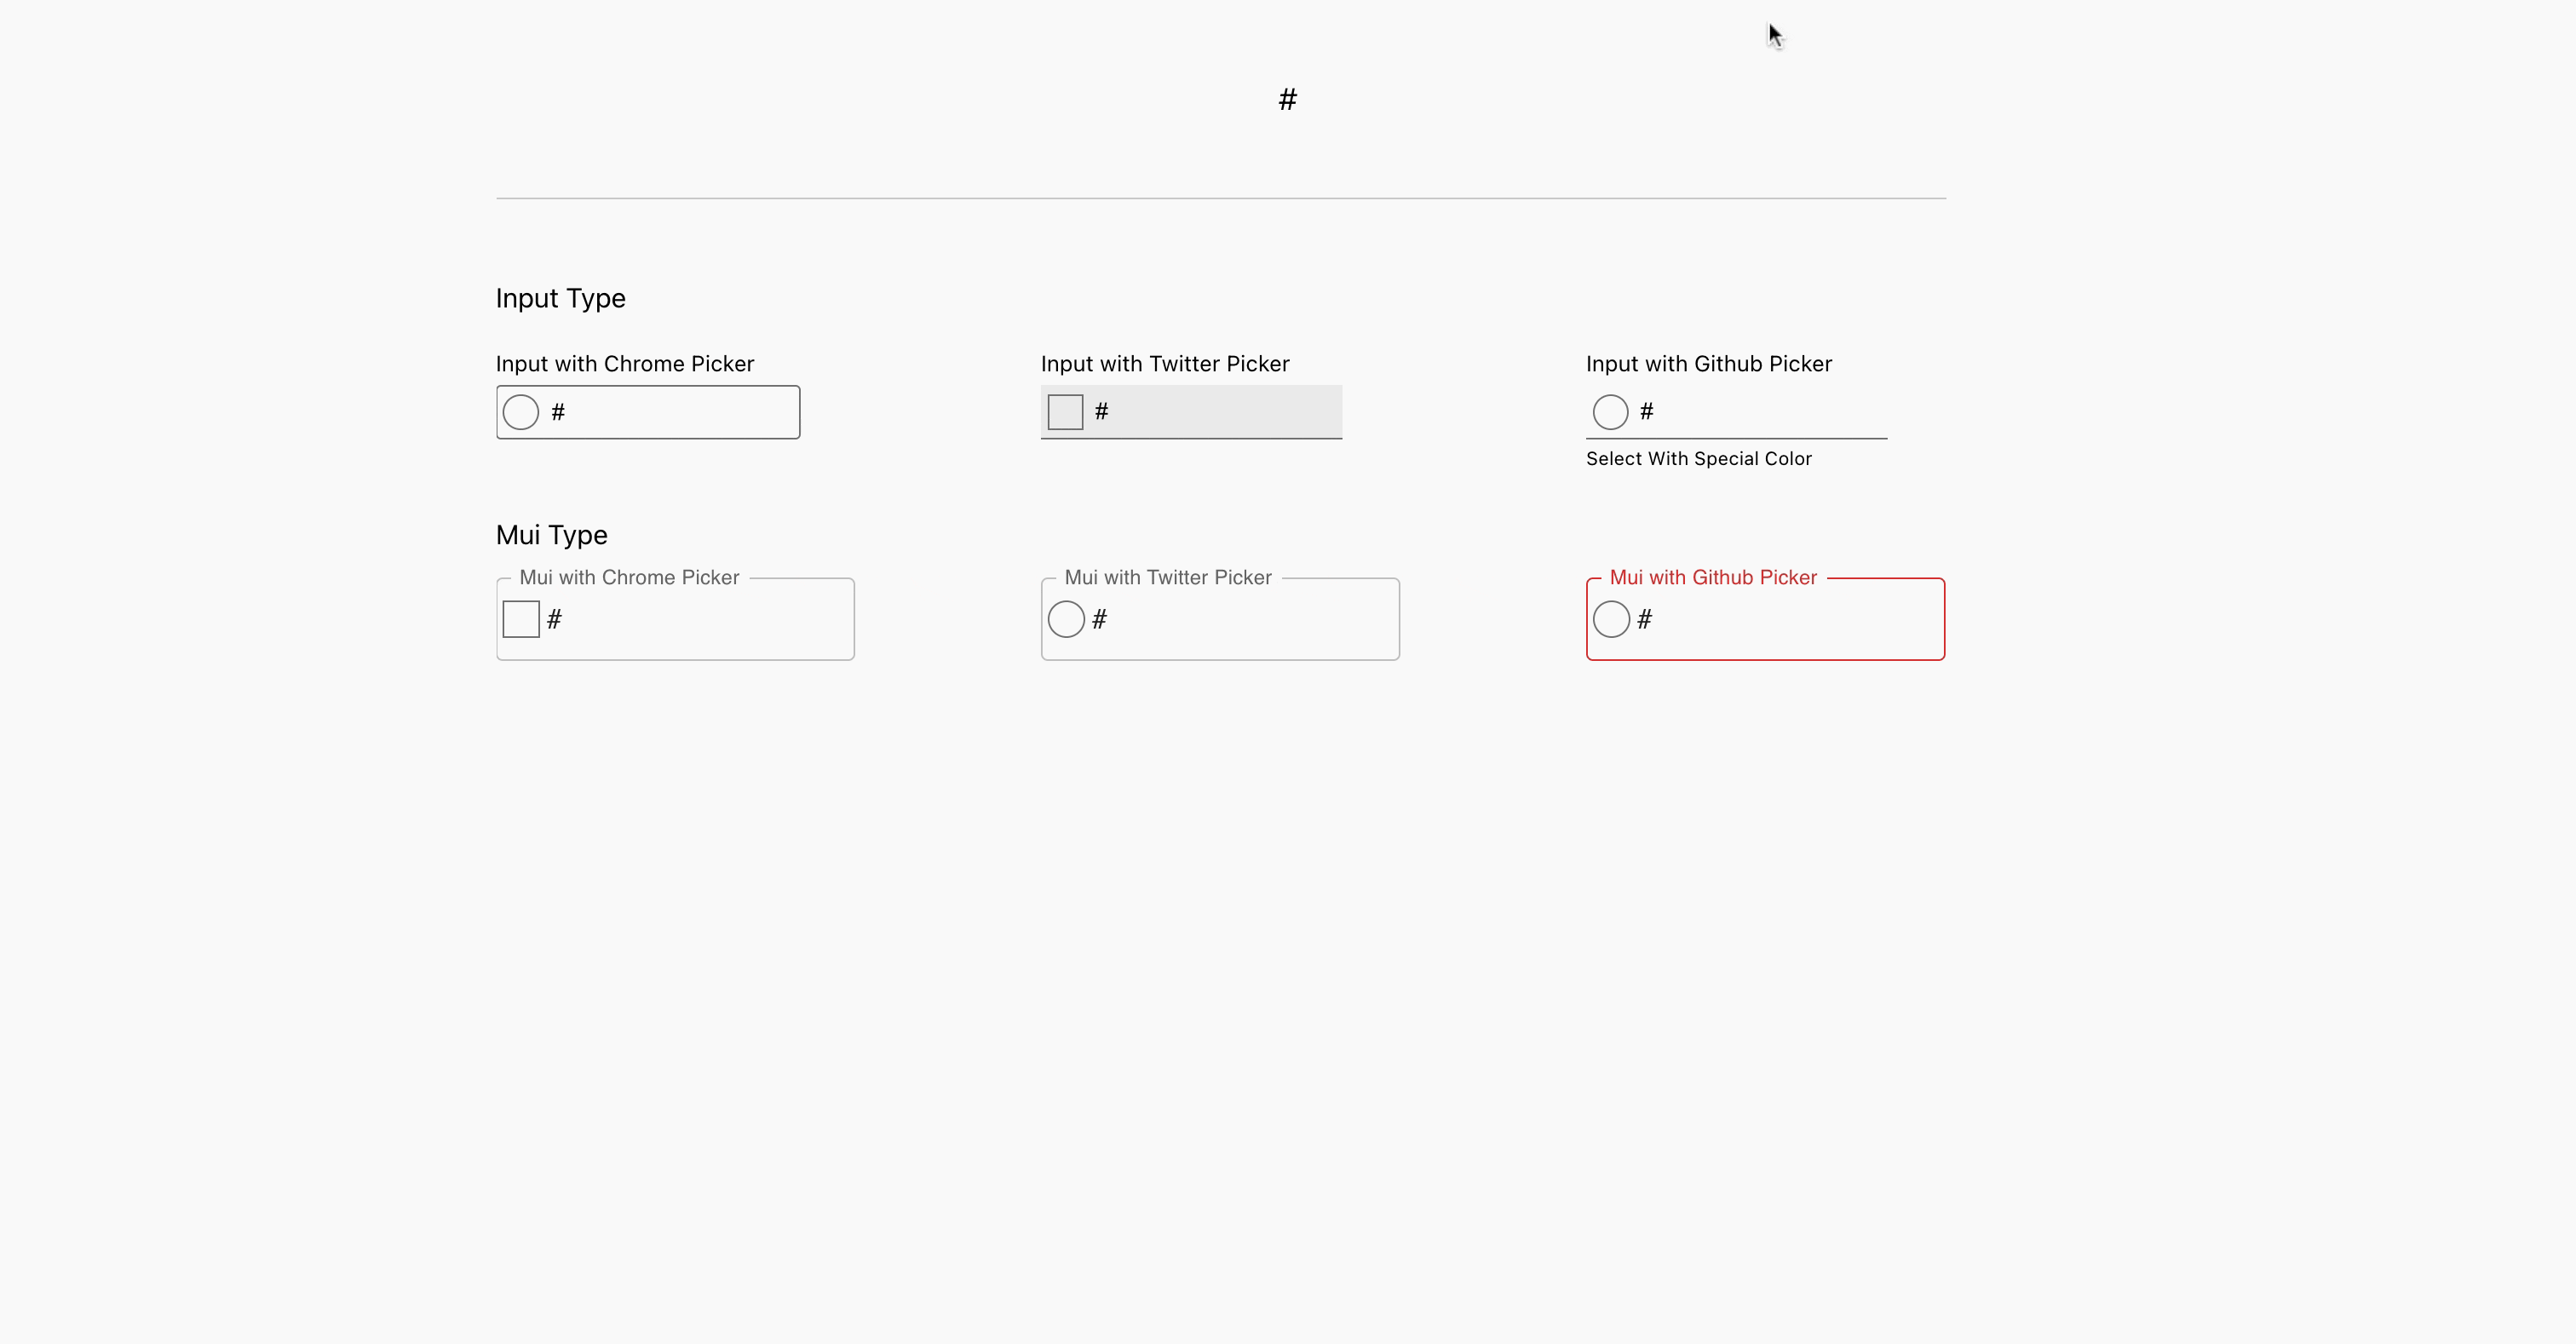 #
Input Type
Input with Chrome Picker
#
Input with Twitter Picker
#
Input with Github Picker
#
Select With Special Color
Mui Type
Mui with Chrome Picker
#
Mui with Twitter Picker
#
Mui with Github Picker
#